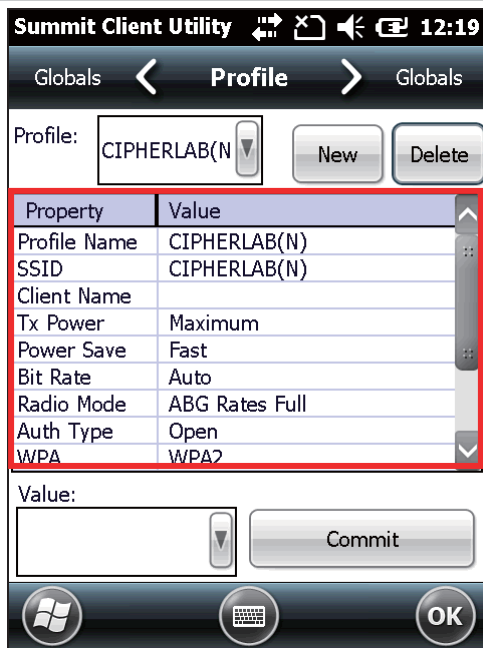 Summit Client Utility 12:19
Globals Profile Globals
Profile: CIPHERLAB(N New Delete
Property Value
Profile Name CIPHERLAB(N)
SSID CIPHERLAB(N)
Client Name
Tx Power Maximum
Power Save Fast
Bit Rate Auto
Radio Mode ABG Rates Full
Auth Type Open
WPA WPA2
Value:
Commit
OK